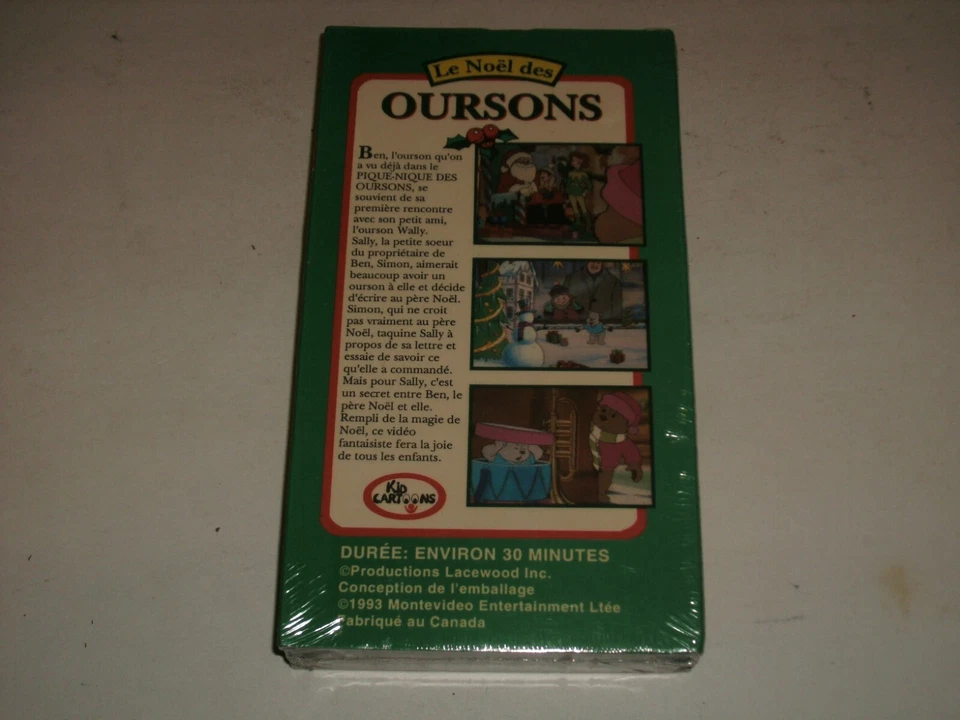 Le Noël des
OURSONS
Ben, l'ourson qu'on
a vu déjà dans le
PIQUE-NIQUE DES
OURSONS, se
souvient de sa
première rencontre
avec son petit ami,
l'ourson Wally.
Sally, la petite soeur
du propriétaire de
Ben, Simon, aimerait
beaucoup avoir un
ourson à elle et décide
d'écrire au père Noël.
Simon, qui ne croit
pas vraiment au père
Noël, taquine Sally à
propos de sa lettre et
essaie de savoir ce
qu'elle à commandé.
Mais pour Sally, c'est
un secret entre Ben, le
père Noël et elle.
Rempli de la magie de
Noël, ce vidéo
fantaisiste fera la joie
de tous les enfants.
KiD
CARTOONS
DURÉE: ENVIRON 30 MINUTES
©Productions Lacewood Inc.
Conception de l'emballage
©1993 Montevideo Entertainment Ltée
Fabriqué au Canada